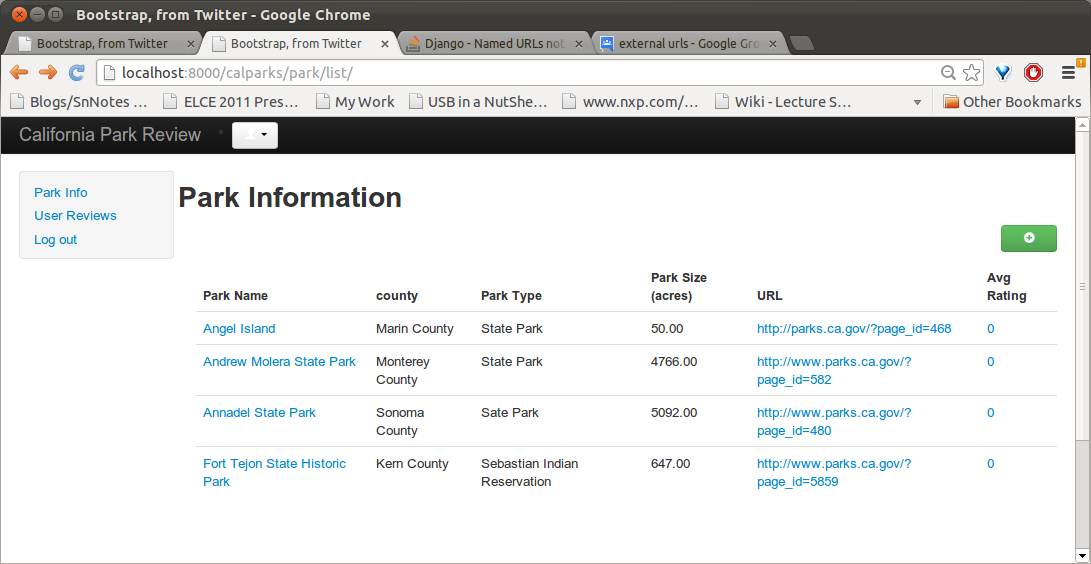 Bootstrap, from Twitter - Google Chrome
Bootstrap, from Twitter
Bootstrap, from Twitter
Django - Named URLs not
external urls - Google Gro
localhost:8000/calparks/park/list/
Blogs/SnNotes ...
ELCE 2011 Pres...
My Work
USB in a NutShe...
www.nxp.com/...
Wiki - Lecture S...
Other Bookmarks
California Park Review
Park Info
User Reviews
Log out
Park Information
Park Name county Park Type Park Size (acres) URL Avg Rating
Angel Island Marin County State Park 50.00 http://parks.ca.gov/?page_id=468 0
Andrew Molera State Park Monterey County State Park 4766.00 http://www.parks.ca.gov/?page_id=582 0
Annadel State Park Sonoma County Sate Park 5092.00 http://www.parks.ca.gov/?page_id=480 0
Fort Tejon State Historic Park Kern County Sebastian Indian Reservation 647.00 http://www.parks.ca.gov/?page_id=5859 0